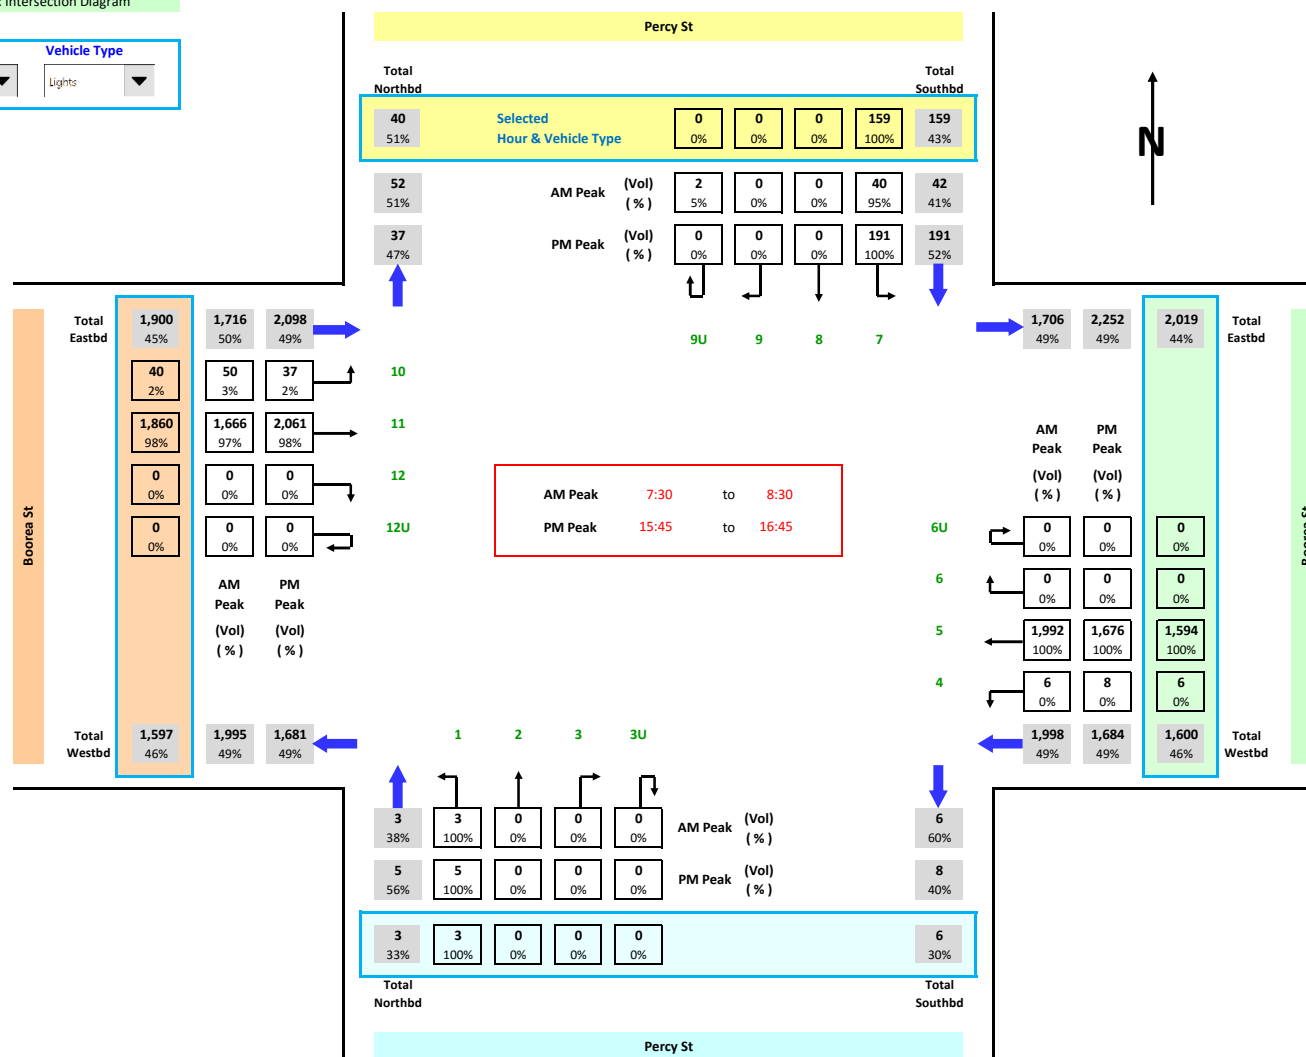 : Intersection Diagram
Vehicle Type
Lights
Percy St
Total Northbd
Total Southbd
40 51%
Selected Hour & Vehicle Type
0 0%
0 0%
0 0%
159 100%
159 43%
52 51%
AM Peak (Vol) (%)
2 5%
0 0%
0 0%
40 95%
42 41%
37 47%
PM Peak (Vol) (%)
0 0%
0 0%
0 0%
191 100%
191 52%
N
9U 9 8 7
Boorea St
Total Eastbd
1,900 45%
1,716 50%
2,098 49%
40 2%
50 3%
37 2%
10
1,860 98%
1,666 97%
2,061 98%
11
0 0%
0 0%
0 0%
12
0 0%
0 0%
0 0%
12U
AM Peak (Vol) (%)
PM Peak (Vol) (%)
Total Westbd
1,597 46%
1,995 49%
1,681 49%
AM Peak 7:30 to 8:30
PM Peak 15:45 to 16:45
1,706 49%
2,252 49%
2,019 44%
Total Eastbd
AM Peak (Vol) (%)
PM Peak (Vol) (%)
6U
0 0%
0 0%
0 0%
6
0 0%
0 0%
0 0%
5
1,992 100%
1,676 100%
1,594 100%
4
6 0%
8 0%
6 0%
1,998 49%
1,684 49%
1,600 46%
Total Westbd
Boorea St
1 2 3 3U
3 38%
3 100%
0 0%
0 0%
0 0%
AM Peak (Vol) (%)
6 60%
5 56%
5 100%
0 0%
0 0%
0 0%
PM Peak (Vol) (%)
8 40%
3 33%
3 100%
0 0%
0 0%
0 0%
6 30%
Total Northbd
Total Southbd
Percy St